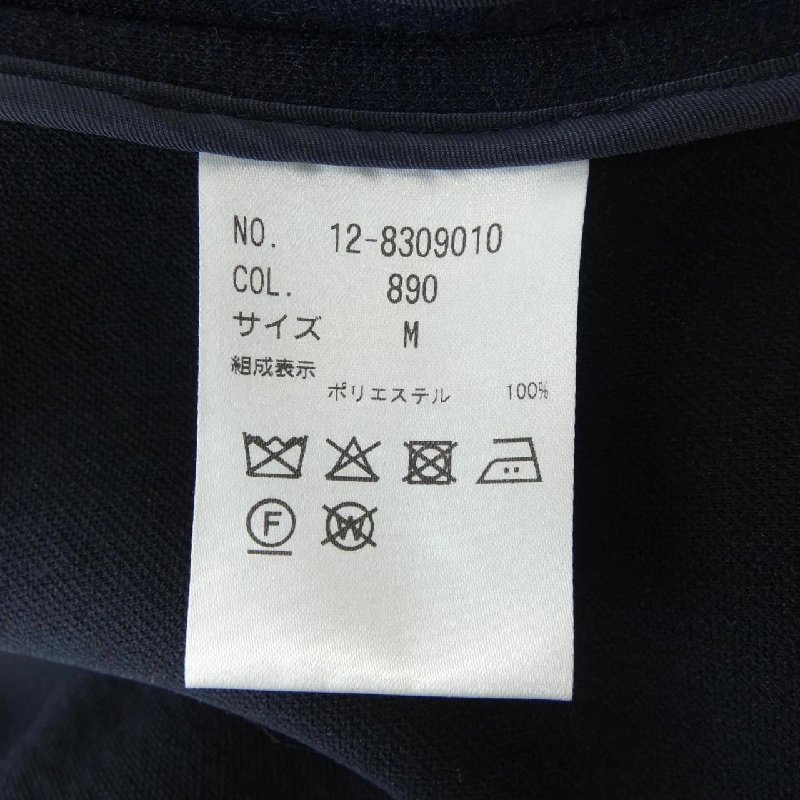 NO. 12-8309010
COL. 890
サイズ M
組成表示
ポリエステル 100%
F W